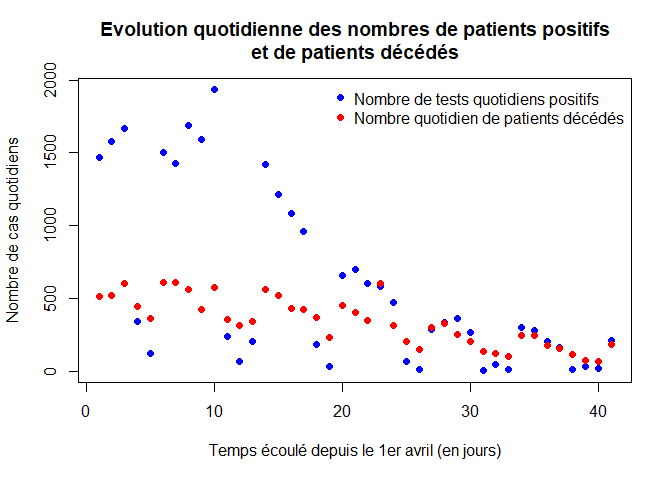 Evolution quotidienne des nombres de patients positifs
et de patients décédés
Nombre de tests quotidiens positifs
Nombre quotidien de patients décédés
Nombre de cas quotidiens
2000
1500
1000
500
0
0 10 20 30 40
Temps écoulé depuis le 1er avril (en jours)